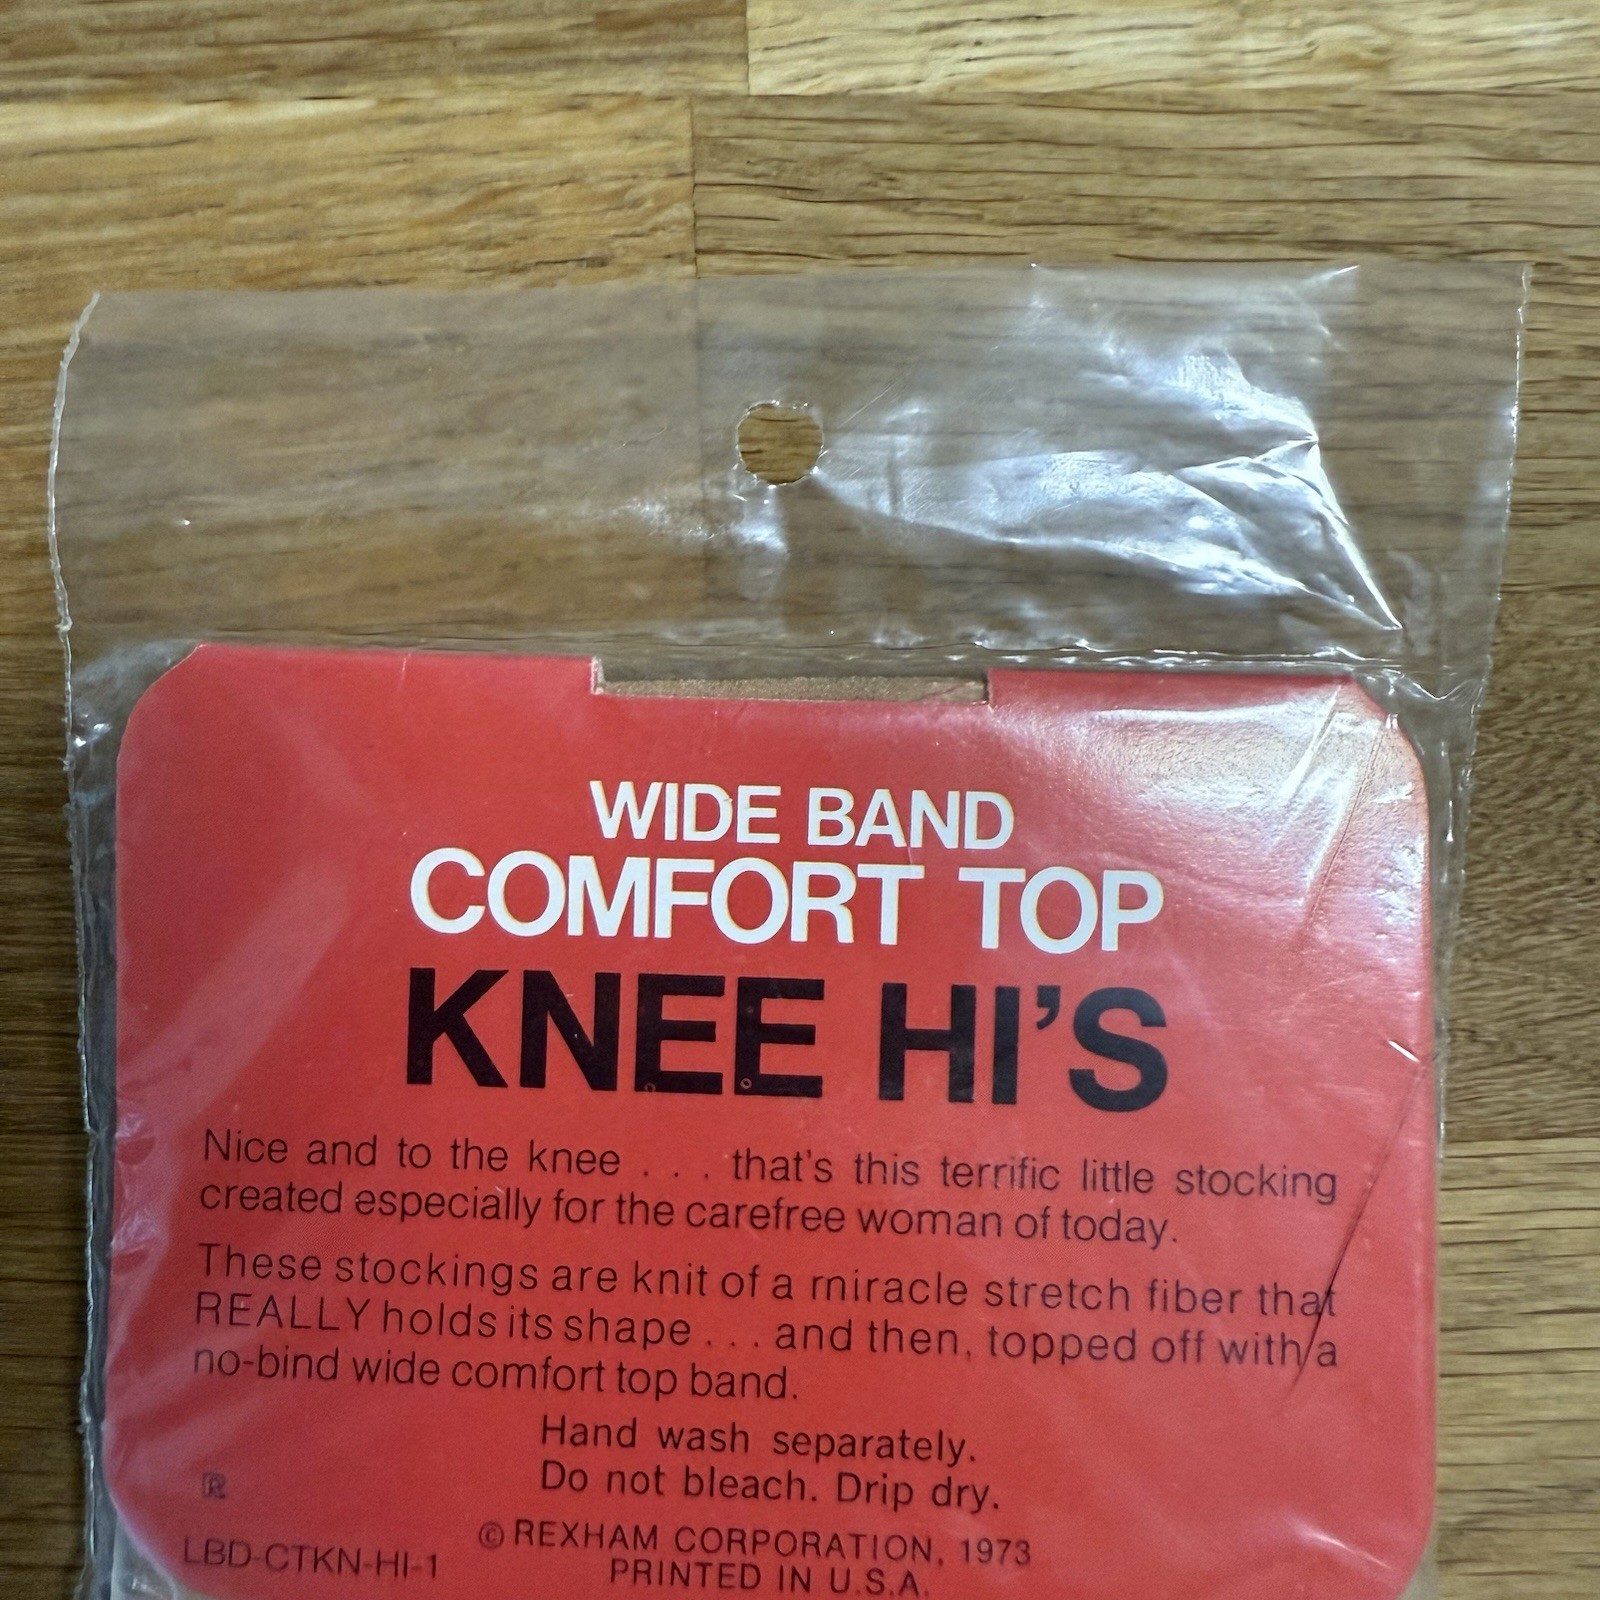 WIDE BAND
COMFORT TOP
KNEE HI'S
Nice and to the knee . . . that's this terrific little stocking
created especially for the carefree woman of today.
These stockings are knit of a miracle stretch fiber that
REALLY holds its shape . . . and then, topped off with a
no-bind wide comfort top band.
Hand wash separately.
Do not bleach. Drip dry.
R
© REXHAM CORPORATION, 1973
LBD-CTKN-HI-1
PRINTED IN U.S.A.